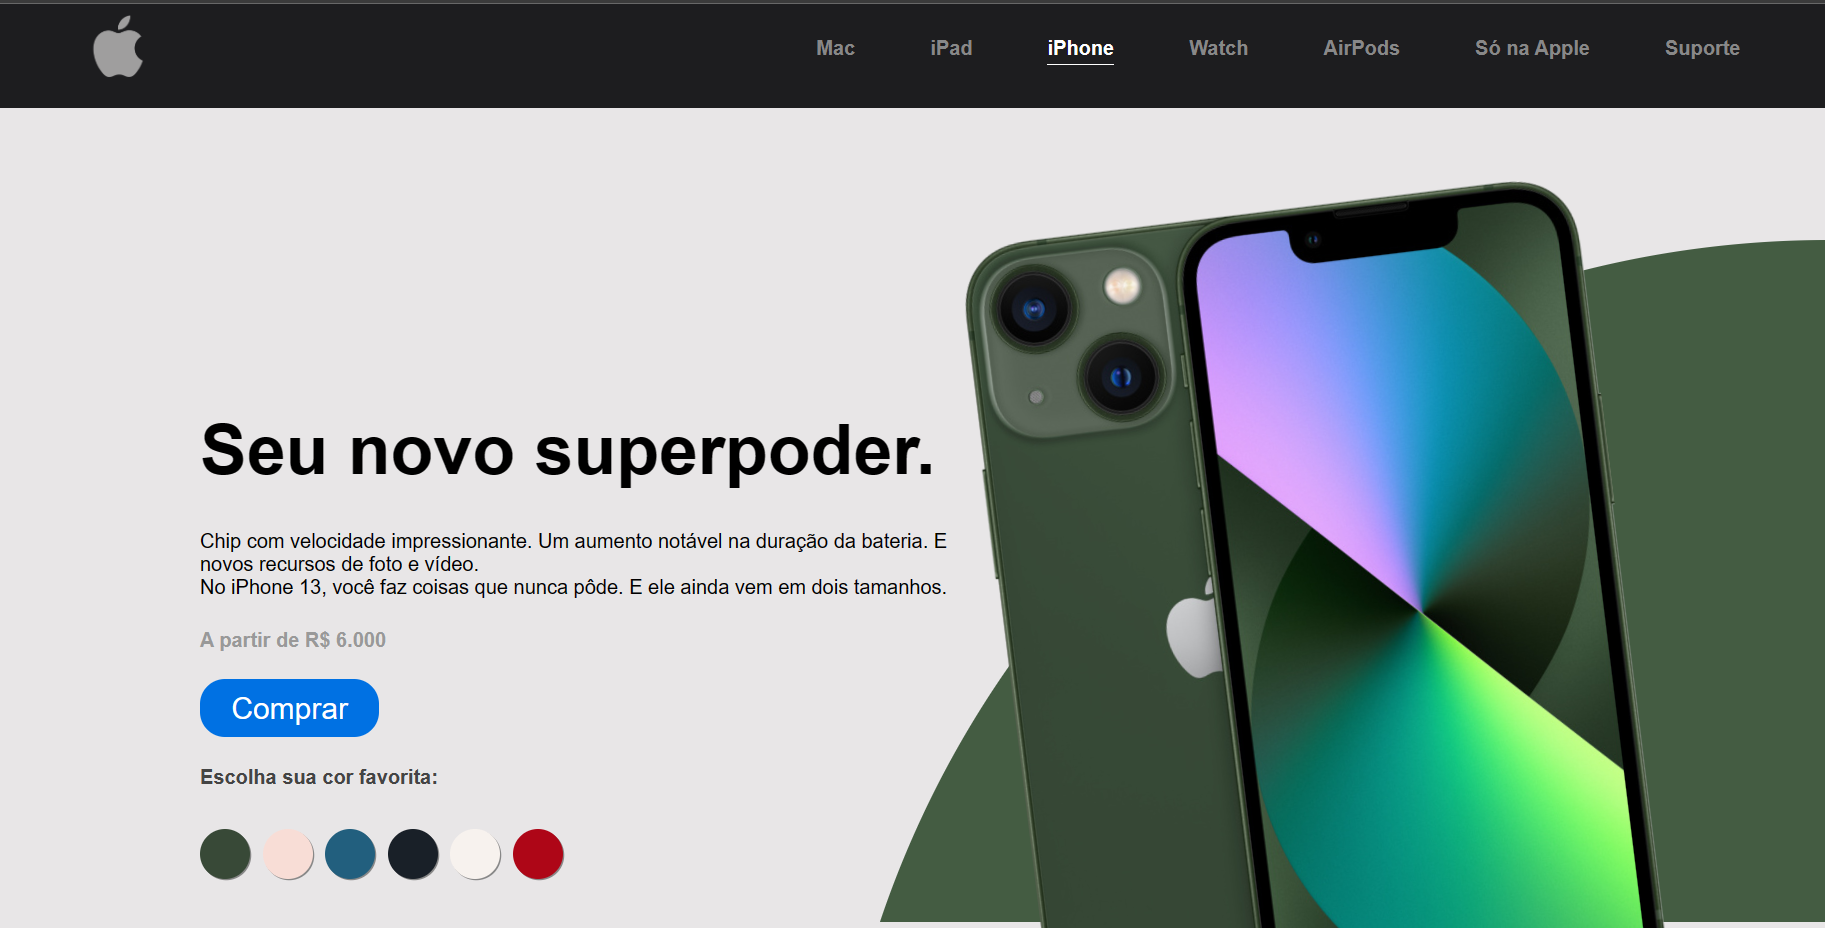 Mac iPad iPhone Watch AirPods Só na Apple Suporte
Seu novo superpoder.
Chip com velocidade impressionante. Um aumento notável na duração da bateria. E
novos recursos de foto e vídeo.
No iPhone 13, você faz coisas que nunca pôde. E ele ainda vem em dois tamanhos.
A partir de R$ 6.000
Comprar
Escolha sua cor favorita: